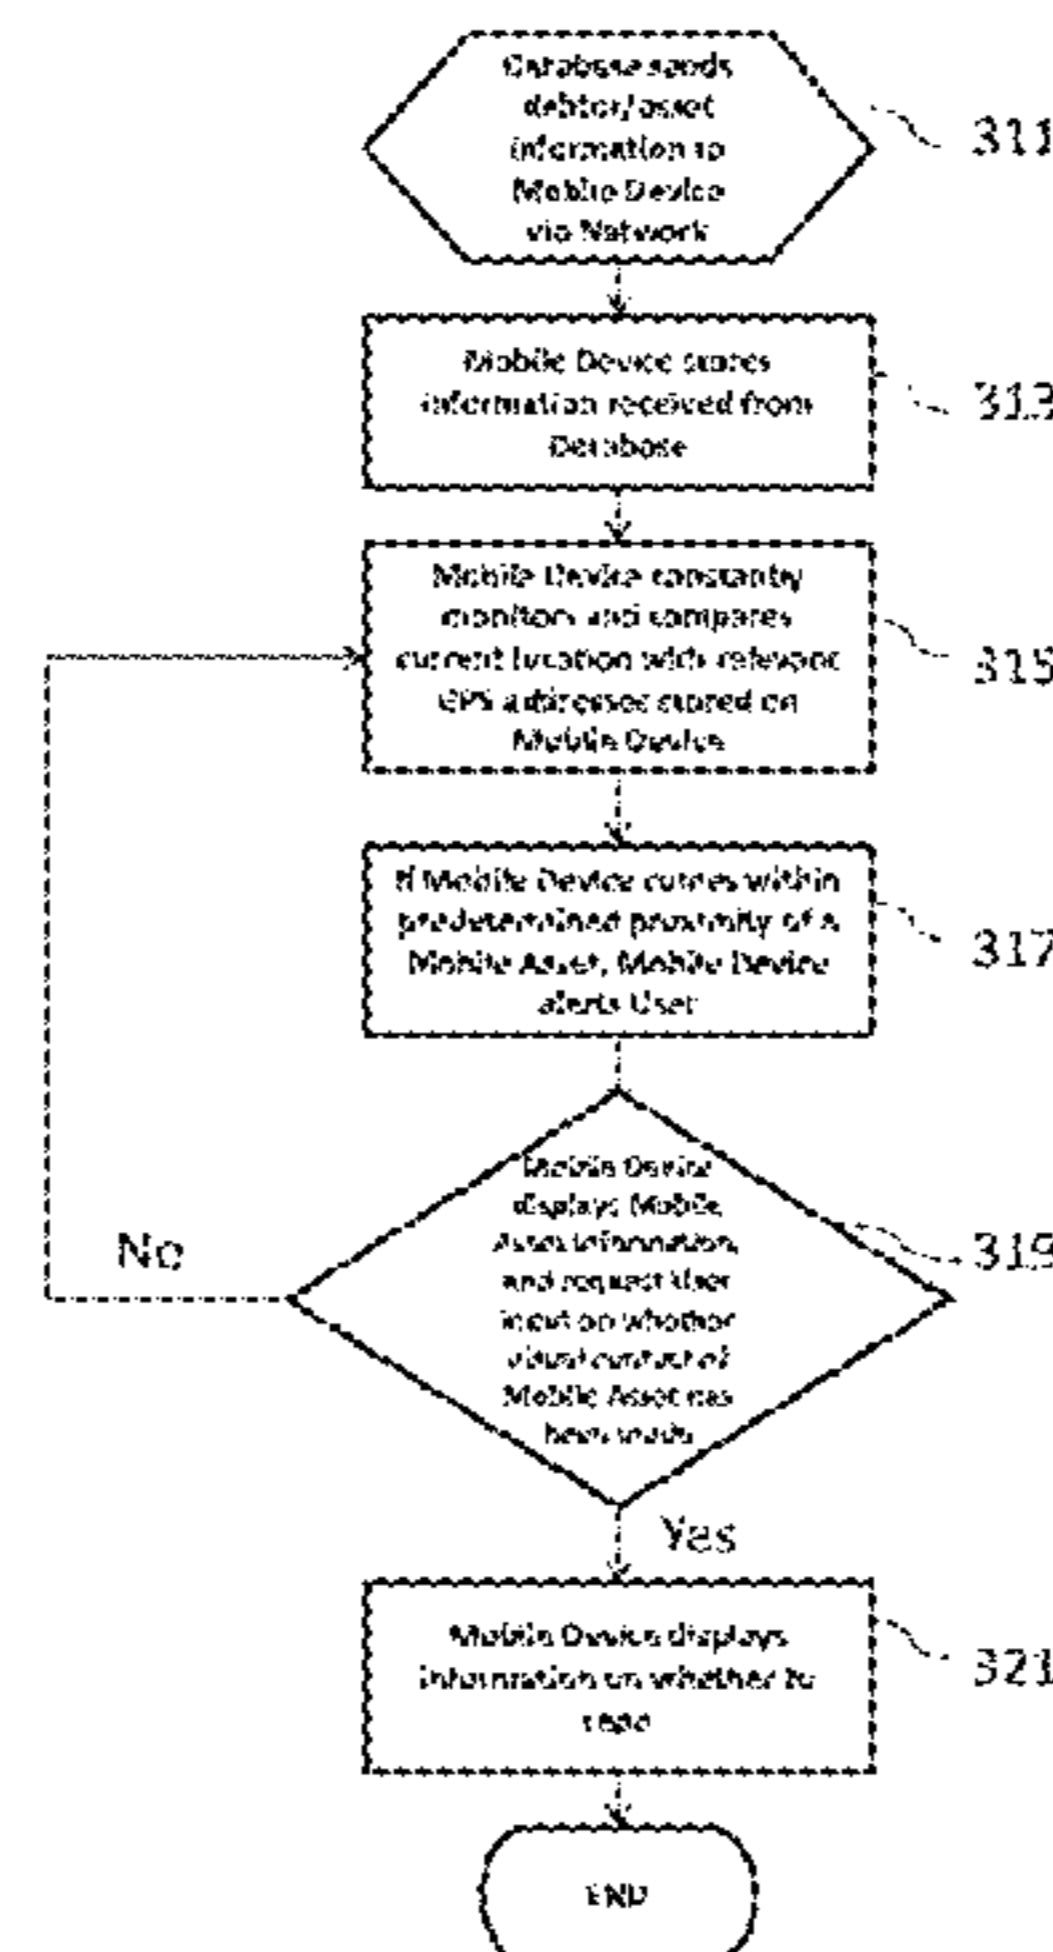 Database sends
debtor/asset
information to
Mobile Device
via Network
311
Mobile Device stores
information received from
Database
313
Mobile Device constantly
monitors and compares
current location with relevant
GPS addresses stored on
Mobile Device
315
If Mobile Device comes within
predetermined proximity of a
Mobile Asset, Mobile Device
alerts User
317
Mobile Device
displays Mobile
Asset information,
and request User
input on whether
visual contact of
Mobile Asset has
been made
319
No
Yes
Mobile Device displays
information on whether to
repo
321
END